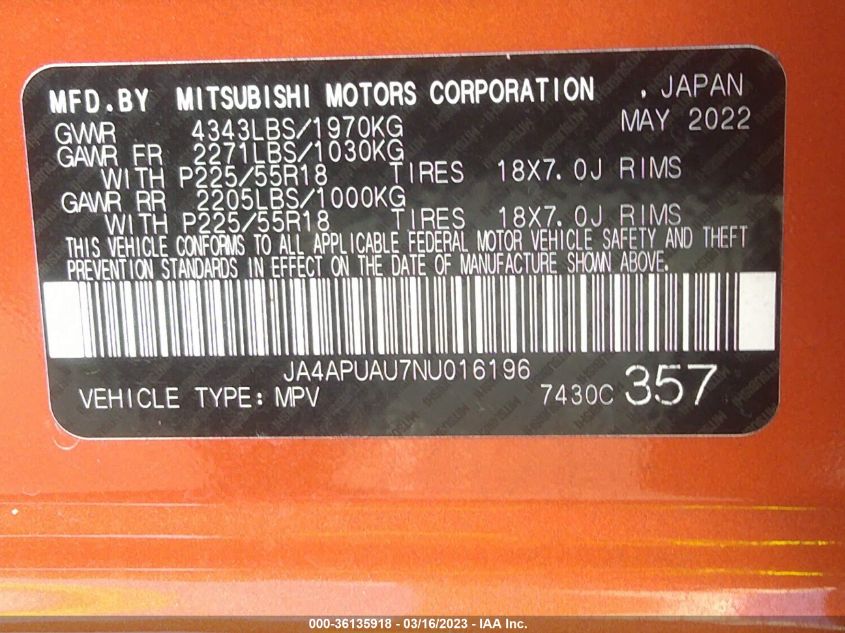 MFD.BY MITSUBISHI MOTORS CORPORATION , JAPAN
GVWR 4343LBS/1970KG MAY 2022
GAWR FR 2271LBS/1030KG
WITH P225/55R18 TIRES 18X7.0J RIMS
GAWR RR 2205LBS/1000KG
WITH P225/55R18 TIRES 18X7.0J RIMS
THIS VEHICLE CONFORMS TO ALL APPLICABLE FEDERAL MOTOR VEHICLE SAFETY AND THEFT
PREVENTION STANDARDS IN EFFECT ON THE DATE OF MANUFACTURE SHOWN ABOVE.
JA4APUAU7NU016196
VEHICLE TYPE: MPV 7430C 357
000-36135918 - 03/16/2023 - IAA Inc.